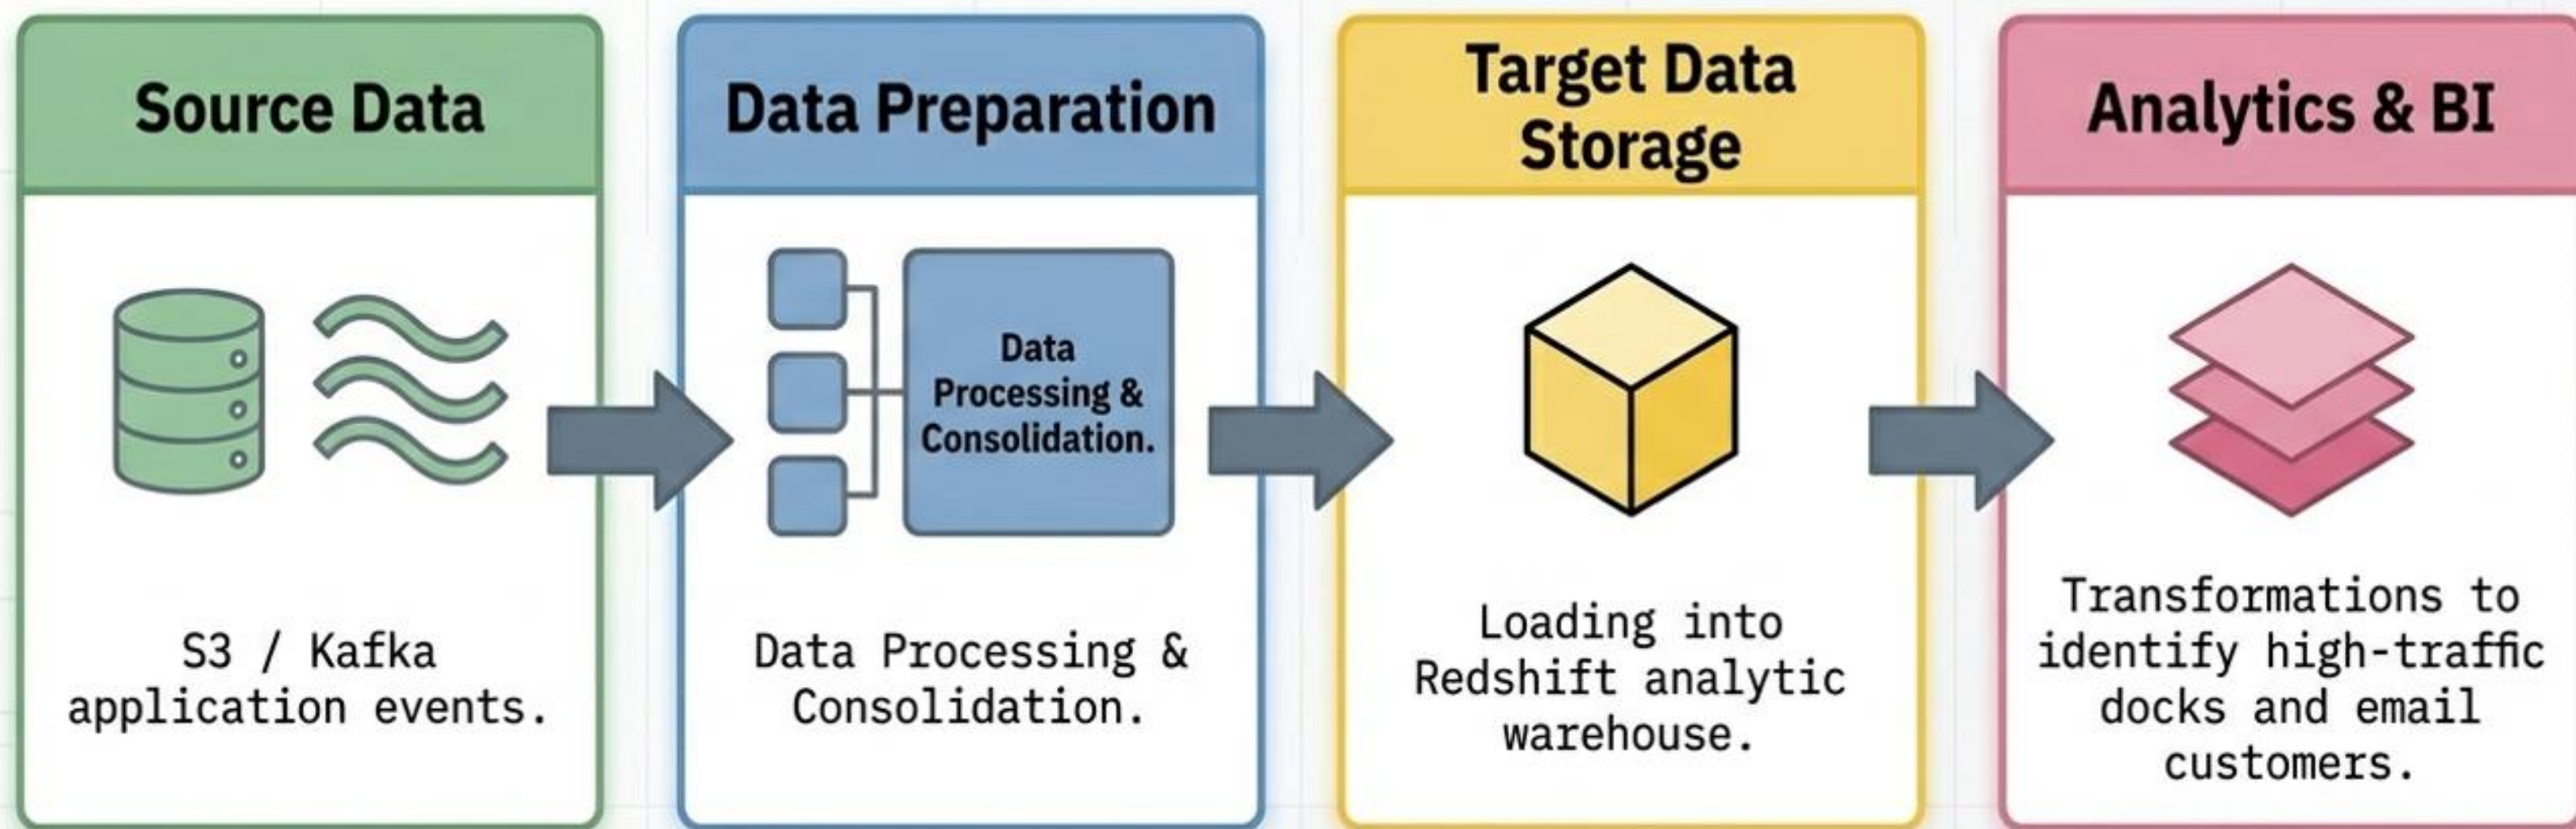 Source Data
S3 / Kafka
application events.
Data Preparation
Data
Processing &
Consolidation.
Data Processing &
Consolidation.
Target Data
Storage
Loading into
Redshift analytic
warehouse.
Analytics & BI
Transformations to
identify high-traffic
docks and email
customers.